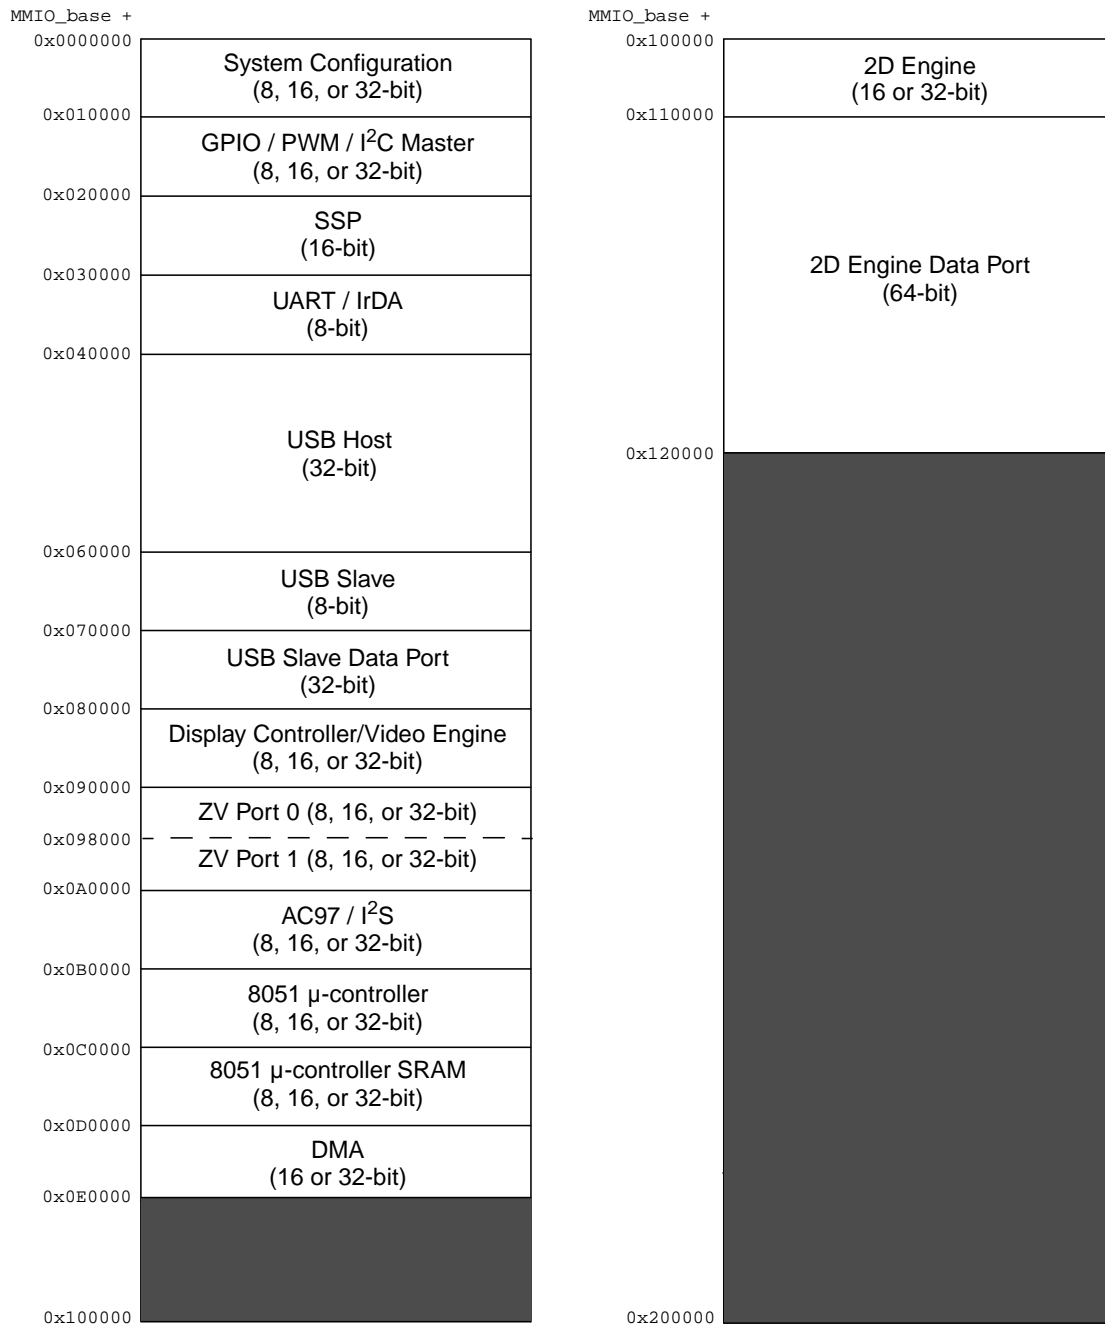 MMIO_base +
0x0000000
System Configuration
(8, 16, or 32-bit)
0x010000
GPIO / PWM / I²C Master
(8, 16, or 32-bit)
0x020000
SSP
(16-bit)
0x030000
UART / IrDA
(8-bit)
0x040000
USB Host
(32-bit)
0x060000
USB Slave
(8-bit)
0x070000
USB Slave Data Port
(32-bit)
0x080000
Display Controller/Video Engine
(8, 16, or 32-bit)
0x090000
ZV Port 0 (8, 16, or 32-bit)
0x098000
ZV Port 1 (8, 16, or 32-bit)
0x0A0000
AC97 / I²S
(8, 16, or 32-bit)
0x0B0000
8051 µ-controller
(8, 16, or 32-bit)
0x0C0000
8051 µ-controller SRAM
(8, 16, or 32-bit)
0x0D0000
DMA
(16 or 32-bit)
0x0E0000
0x100000
MMIO_base +
0x100000
2D Engine
(16 or 32-bit)
0x110000
2D Engine Data Port
(64-bit)
0x120000
0x200000